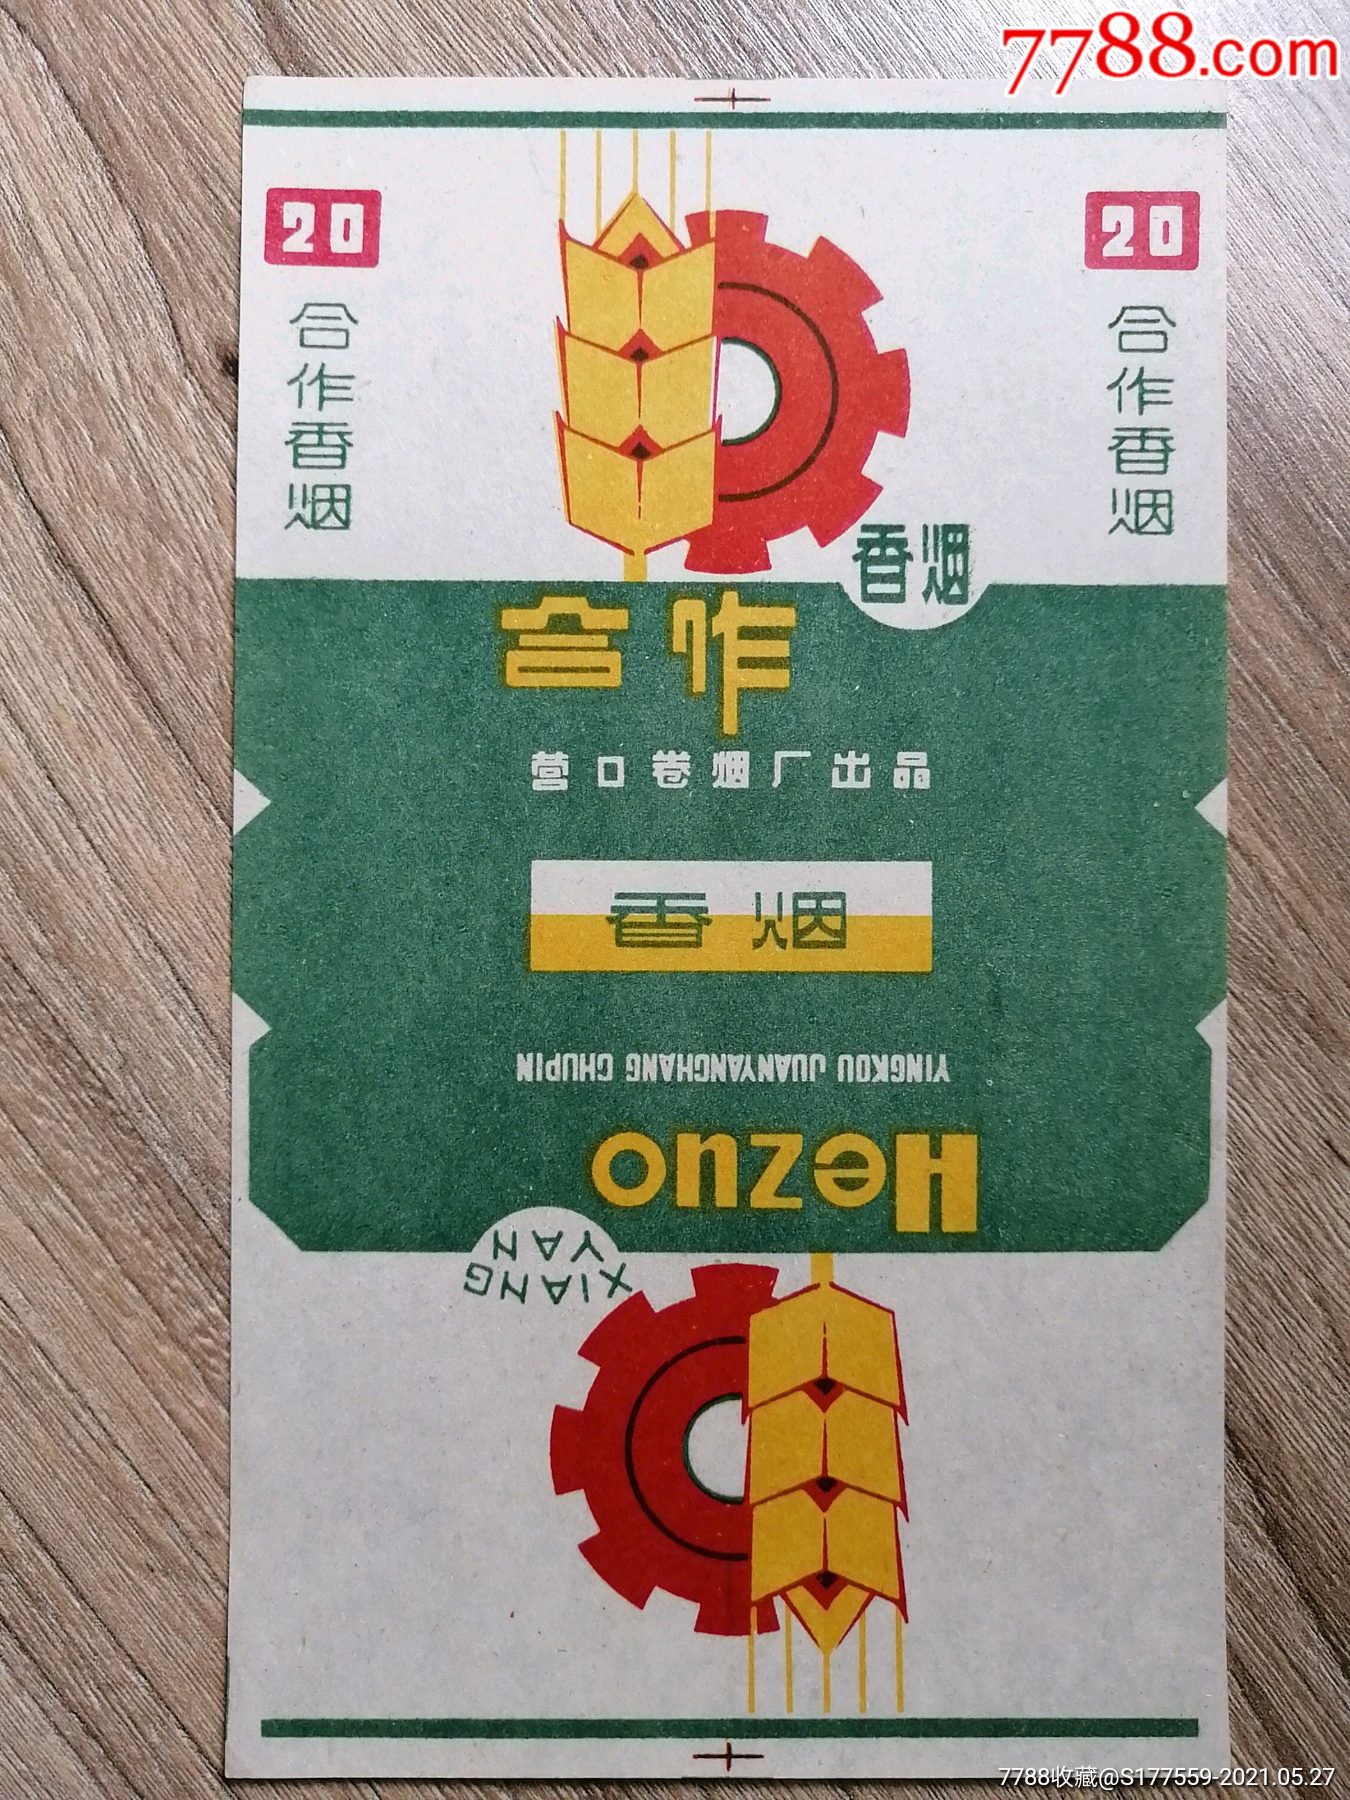 7788.com
20
20
合作香烟
合作香烟
香烟
合作
营口卷烟厂出品
香烟
YINGKOU JUANYANCHANG CHUPIN
Hezuo
XIANG
YAN
7788收藏@S177559-2021.05.27